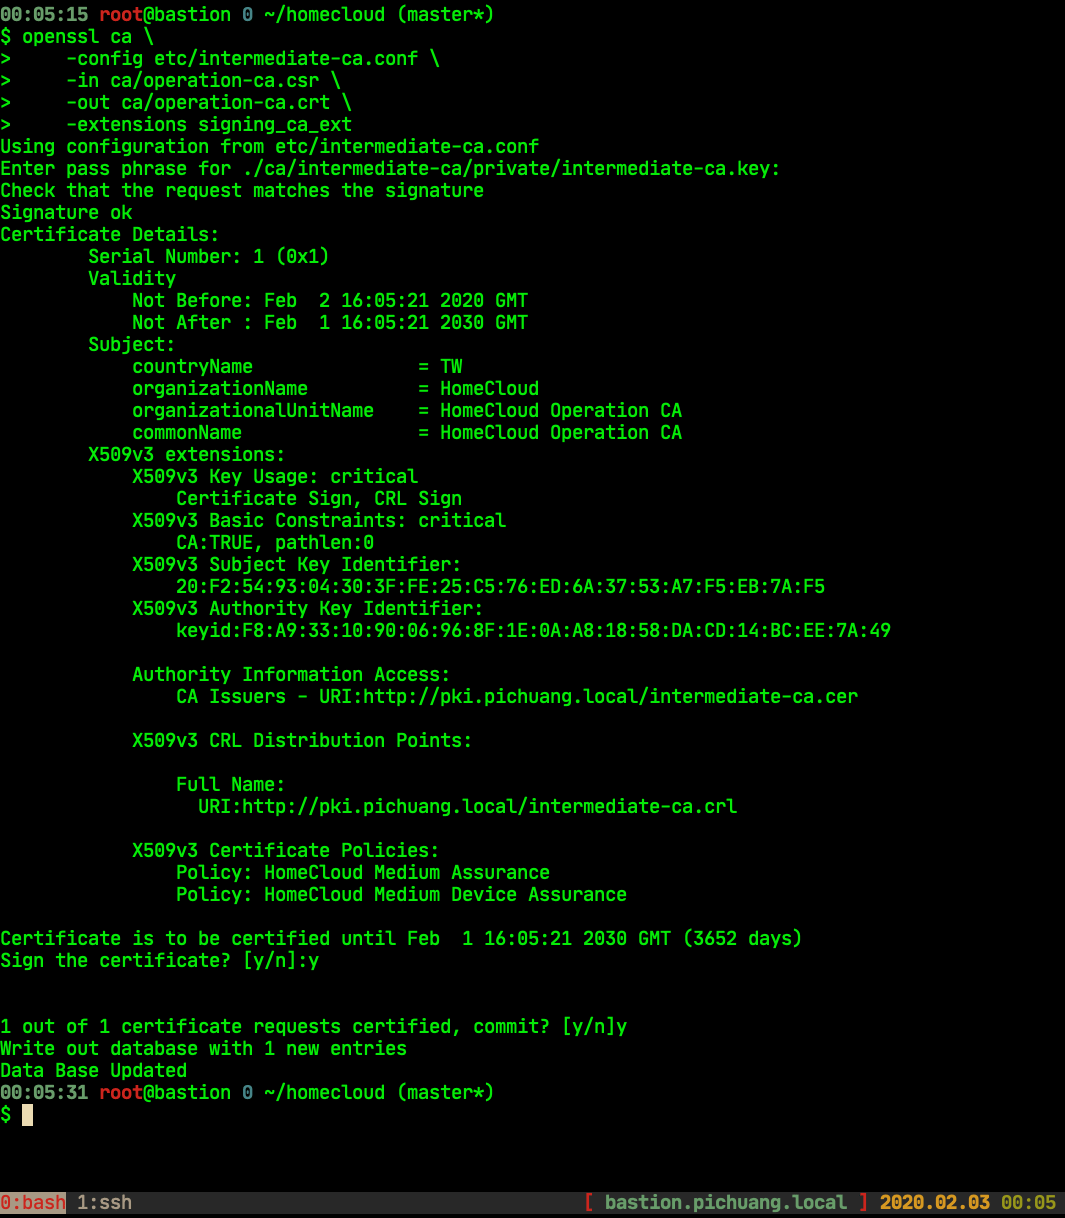 00:05:15 root@bastion 0 ~/homecloud (master*)
$ openssl ca \
>     -config etc/intermediate-ca.conf \
>     -in ca/operation-ca.csr \
>     -out ca/operation-ca.crt \
>     -extensions signing_ca_ext
Using configuration from etc/intermediate-ca.conf
Enter pass phrase for ./ca/intermediate-ca/private/intermediate-ca.key:
Check that the request matches the signature
Signature ok
Certificate Details:
        Serial Number: 1 (0x1)
        Validity
            Not Before: Feb  2 16:05:21 2020 GMT
            Not After : Feb  1 16:05:21 2030 GMT
        Subject:
            countryName               = TW
            organizationName          = HomeCloud
            organizationalUnitName    = HomeCloud Operation CA
            commonName                = HomeCloud Operation CA
        X509v3 extensions:
            X509v3 Key Usage: critical
                Certificate Sign, CRL Sign
            X509v3 Basic Constraints: critical
                CA:TRUE, pathlen:0
            X509v3 Subject Key Identifier:
                20:F2:54:93:04:30:3F:FE:25:C5:76:ED:6A:37:53:A7:F5:EB:7A:F5
            X509v3 Authority Key Identifier:
                keyid:F8:A9:33:10:90:06:96:8F:1E:0A:A8:18:58:DA:CD:14:BC:EE:7A:49

            Authority Information Access:
                CA Issuers - URI:http://pki.pichuang.local/intermediate-ca.cer

            X509v3 CRL Distribution Points:

                Full Name:
                  URI:http://pki.pichuang.local/intermediate-ca.crl

            X509v3 Certificate Policies:
                Policy: HomeCloud Medium Assurance
                Policy: HomeCloud Medium Device Assurance

Certificate is to be certified until Feb  1 16:05:21 2030 GMT (3652 days)
Sign the certificate? [y/n]:y


1 out of 1 certificate requests certified, commit? [y/n]y
Write out database with 1 new entries
Data Base Updated
00:05:31 root@bastion 0 ~/homecloud (master*)
$
0:bash 1:ssh [ bastion.pichuang.local ] 2020.02.03 00:05